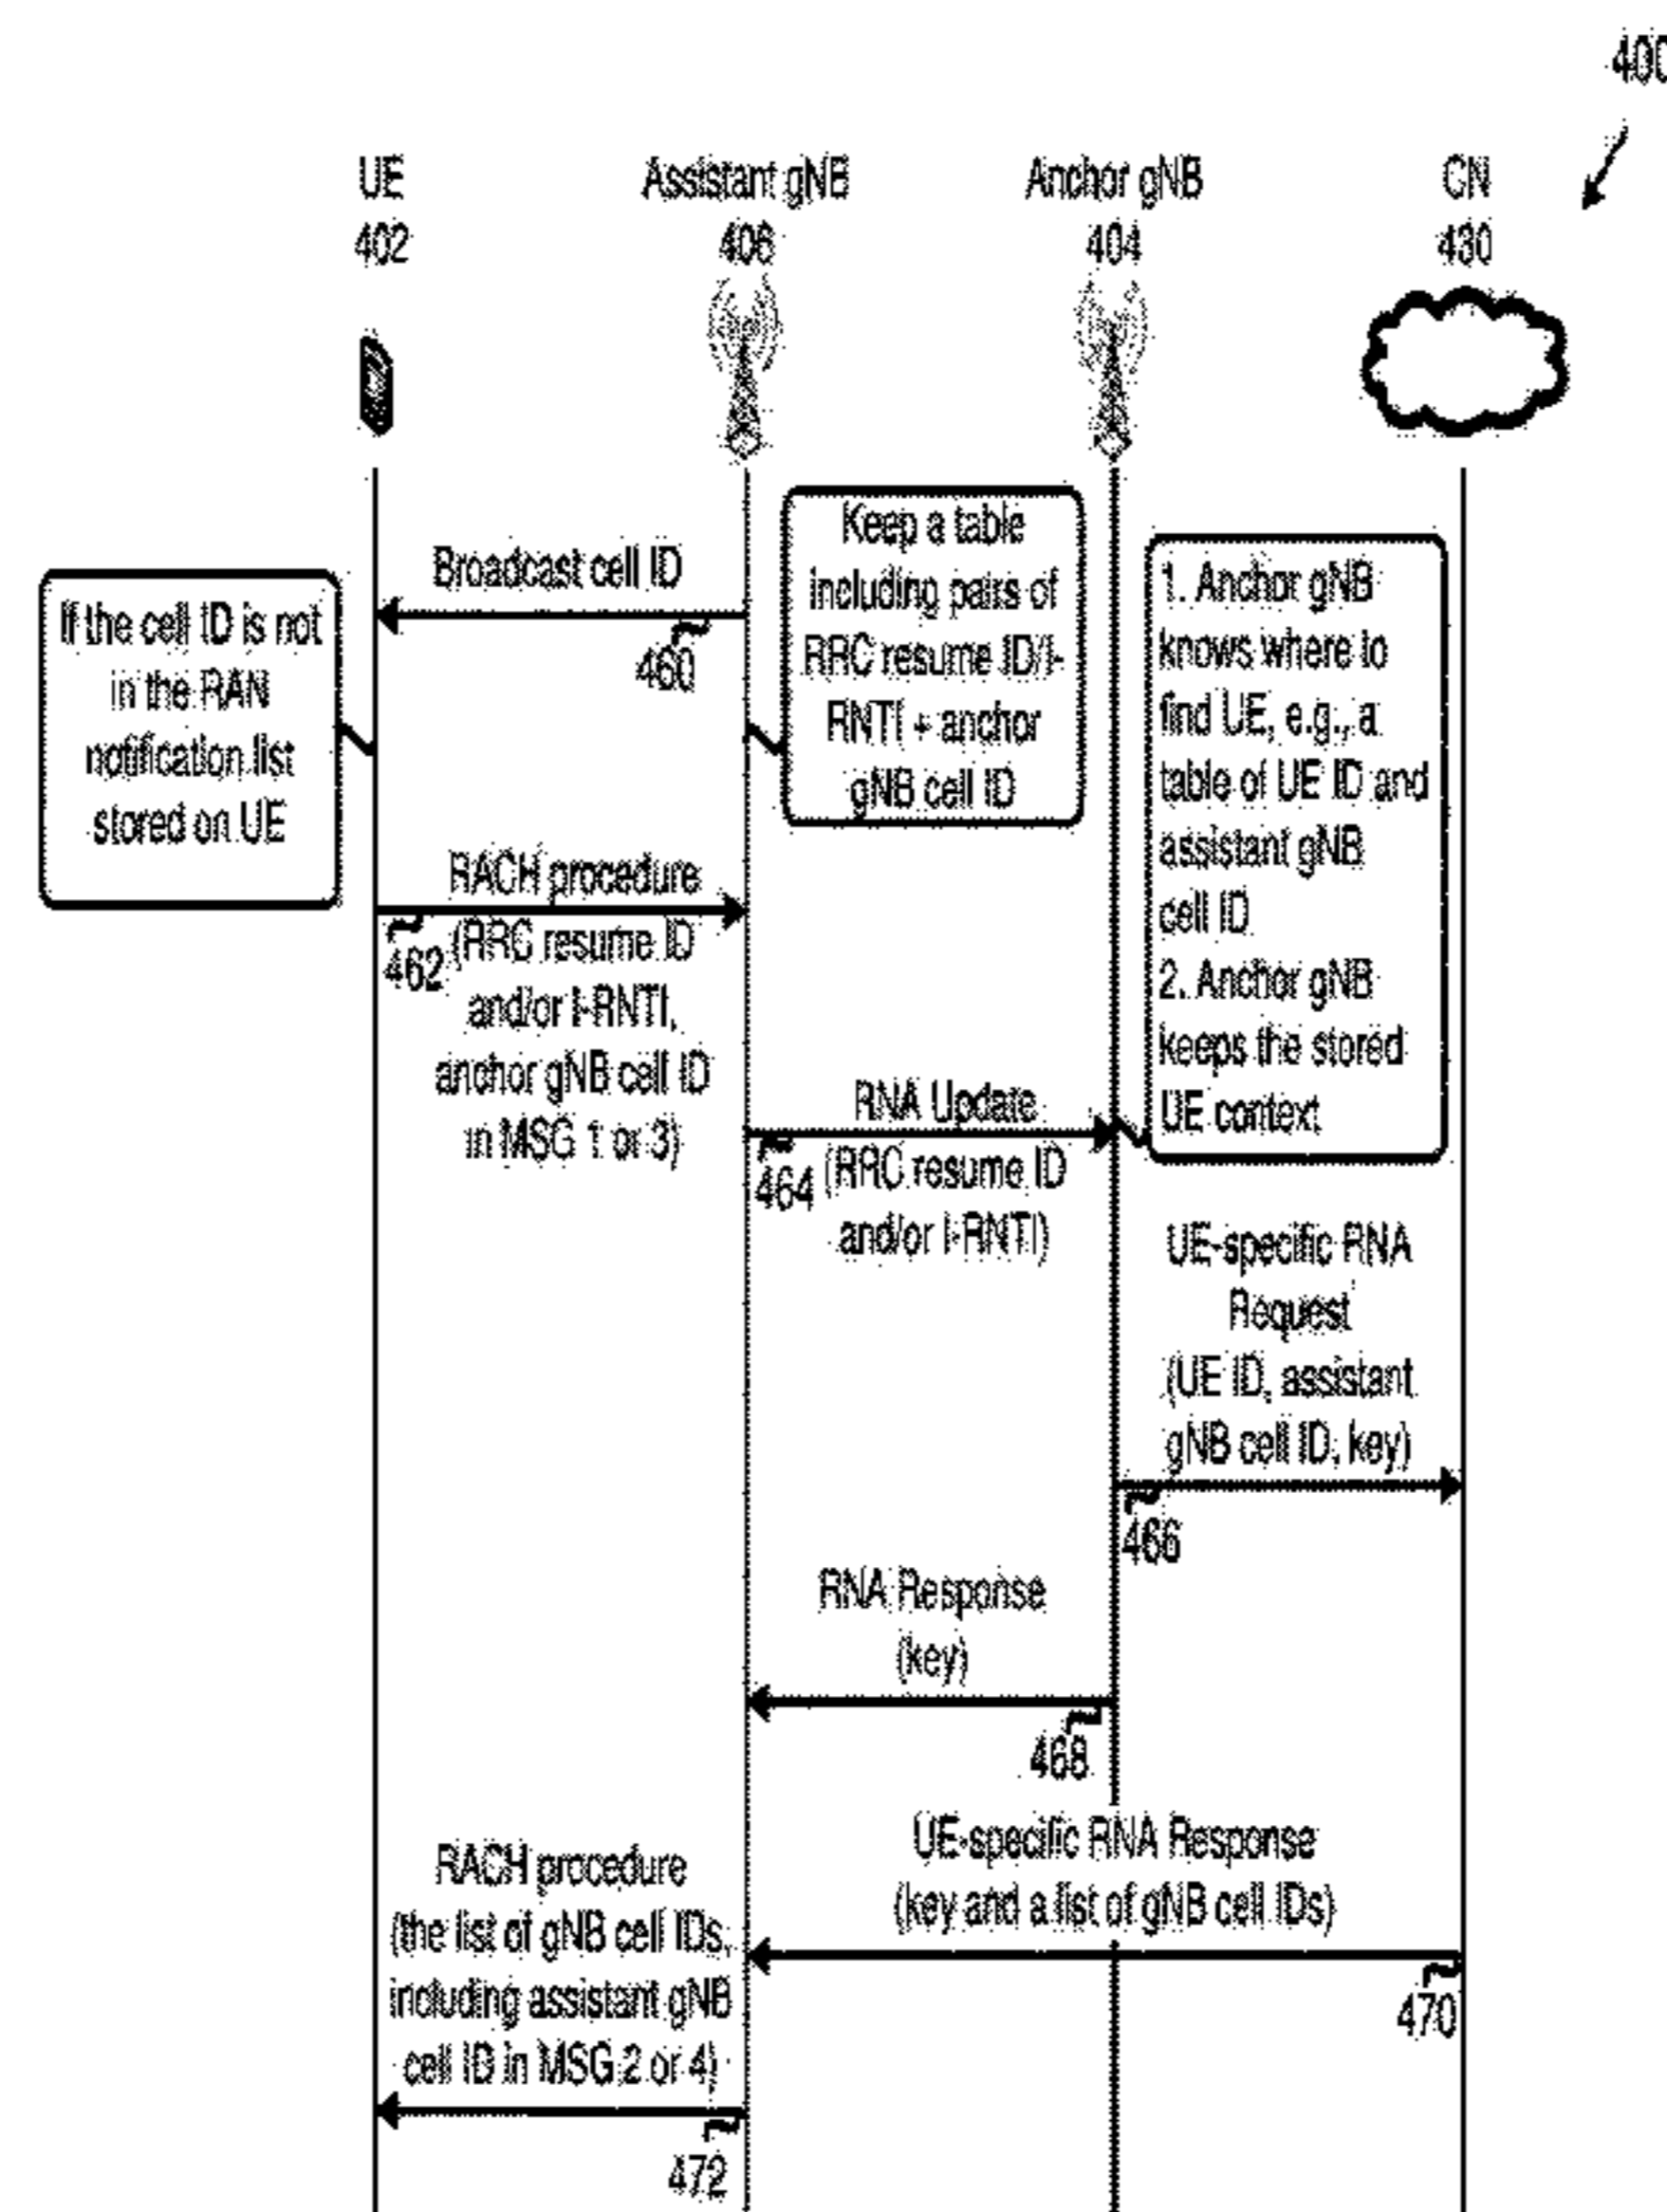 400
UE
402
Assistant gNB
406
Anchor gNB
404
CN
430
Broadcast cell ID
460
If the cell ID is not
in the RAN
notification list
stored on UE
Keep a table
including pairs of
RRC resume ID/I-
RNTI + anchor
gNB cell ID
1. Anchor gNB
knows where to
find UE, e.g., a
table of UE ID and
assistant gNB
cell ID
2. Anchor gNB
keeps the stored
UE context
RACH procedure
462
(RRC resume ID
and/or I-RNTI,
anchor gNB cell ID
in MSG 1 or 3)
RNA Update
464
(RRC resume ID
and/or I-RNTI)
UE-specific RNA
Request
(UE ID, assistant
gNB cell ID, key)
466
RNA Response
(key)
468
UE-specific RNA Response
(key and a list of gNB cell IDs)
470
RACH procedure
(the list of gNB cell IDs,
including assistant gNB
cell ID in MSG 2 or 4)
472